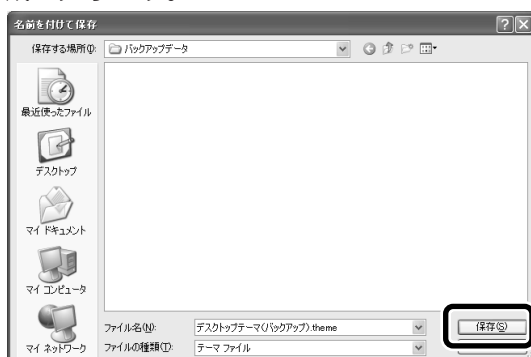 名前を付けて保存
保存する場所(I):
バックアップデータ
最近使ったファイル
デスクトップ
マイ ドキュメント
マイ コンピュータ
マイ ネットワーク
ファイル名(N):
デスクトップテーマ(バックアップ).theme
保存(S)
ファイルの種類(T):
テーマ ファイル